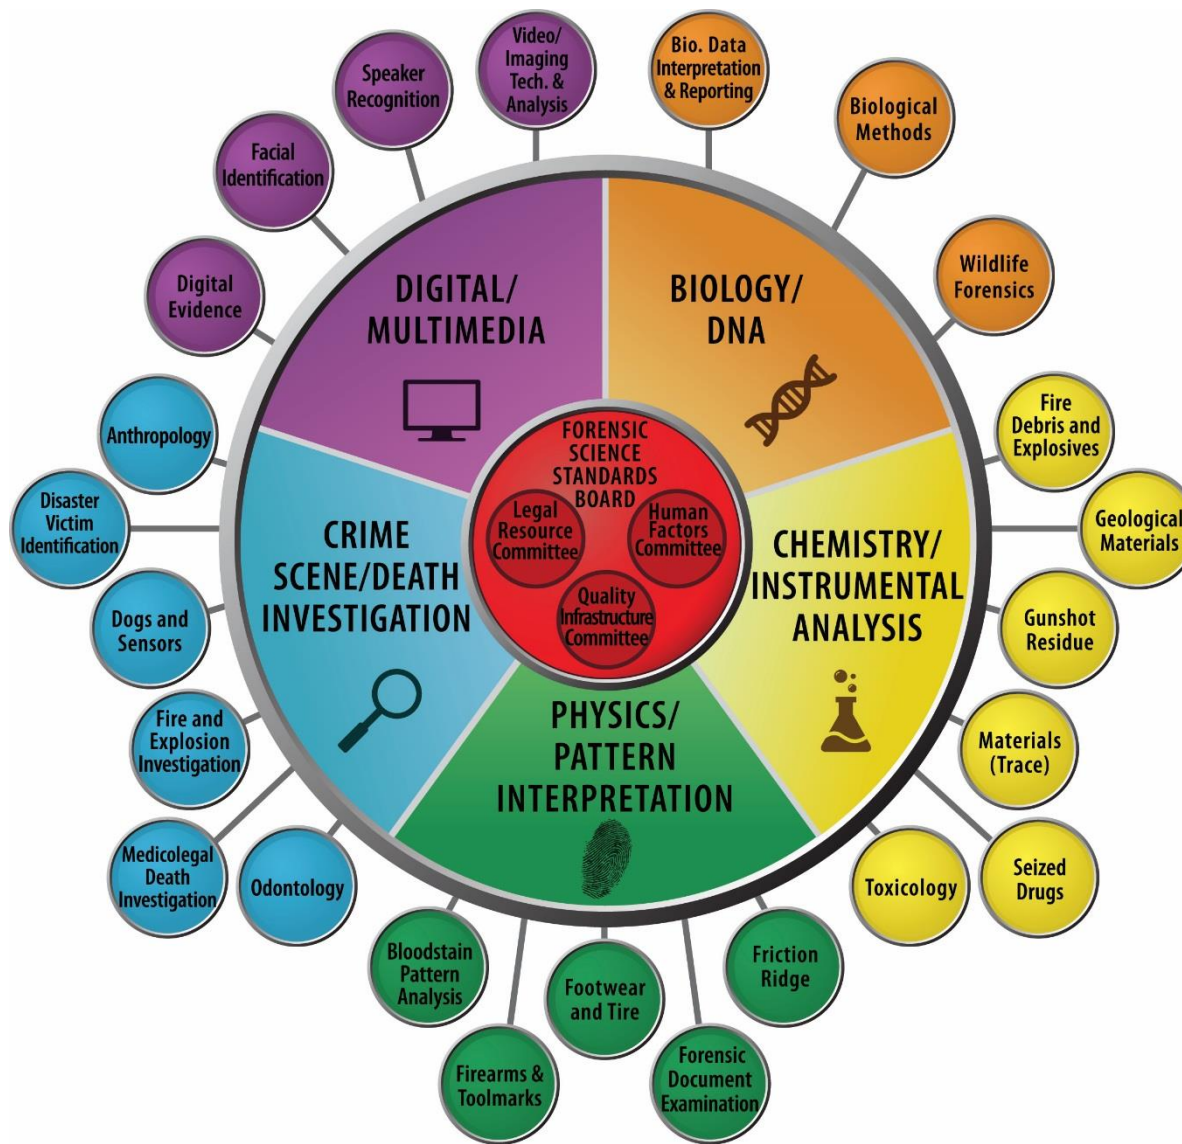 Video/
Imaging
Tech. &
Analysis
Bio. Data
Interpretation
& Reporting
Speaker
Recognition
Biological
Methods
Facial
Identification
Wildlife
Forensics
Digital
Evidence
DIGITAL/
MULTIMEDIA
BIOLOGY/
DNA
Anthropology
Fire
Debris and
Explosives
FORENSIC
SCIENCE
STANDARDS
BOARD
Legal
Resource
Committee
Human
Factors
Committee
Quality
Infrastructure
Committee
Disaster
Victim
Identification
Geological
Materials
CRIME
SCENE/DEATH
INVESTIGATION
CHEMISTRY/
INSTRUMENTAL
ANALYSIS
Dogs and
Sensors
Gunshot
Residue
Fire and
Explosion
Investigation
PHYSICS/
PATTERN
INTERPRETATION
Materials
(Trace)
Medicolegal
Death
Investigation
Odontology
Toxicology
Seized
Drugs
Bloodstain
Pattern
Analysis
Footwear
and Tire
Friction
Ridge
Firearms &
Toolmarks
Forensic
Document
Examination